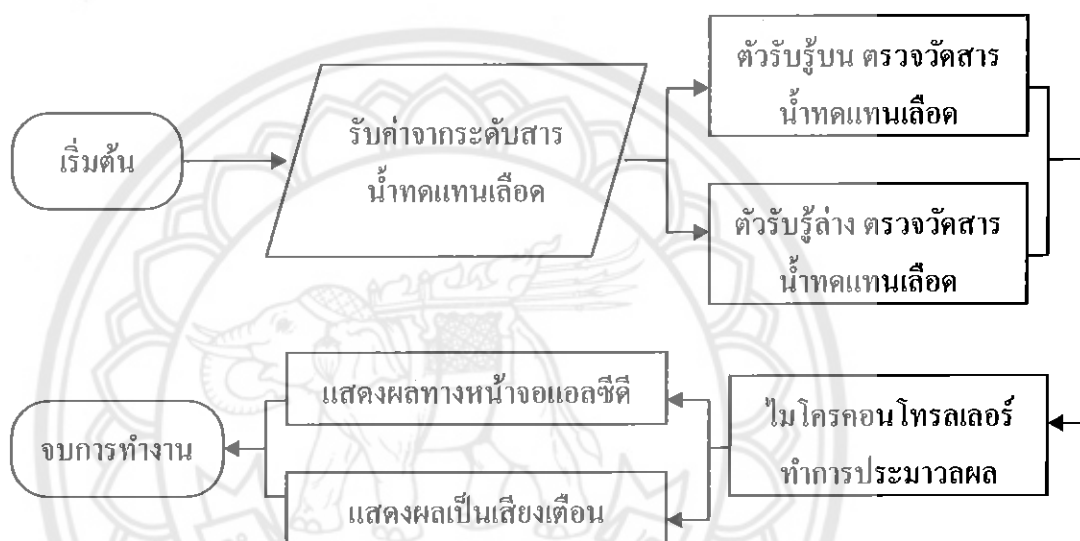 เริ่มต้น
รับค่าจากระดับสาร
น้ำทดแทนเลือด
ตัวรับรู้บน ตรวจวัดสาร
น้ำทดแทนเลือด
ตัวรับรู้ล่าง ตรวจวัดสาร
น้ำทดแทนเลือด
ไมโครคอนโทรลเลอร์
ทำการประมาวลผล
แสดงผลทางหน้าจอแอลซีดี
แสดงผลเป็นเสียงเตือน
จบการทำงาน